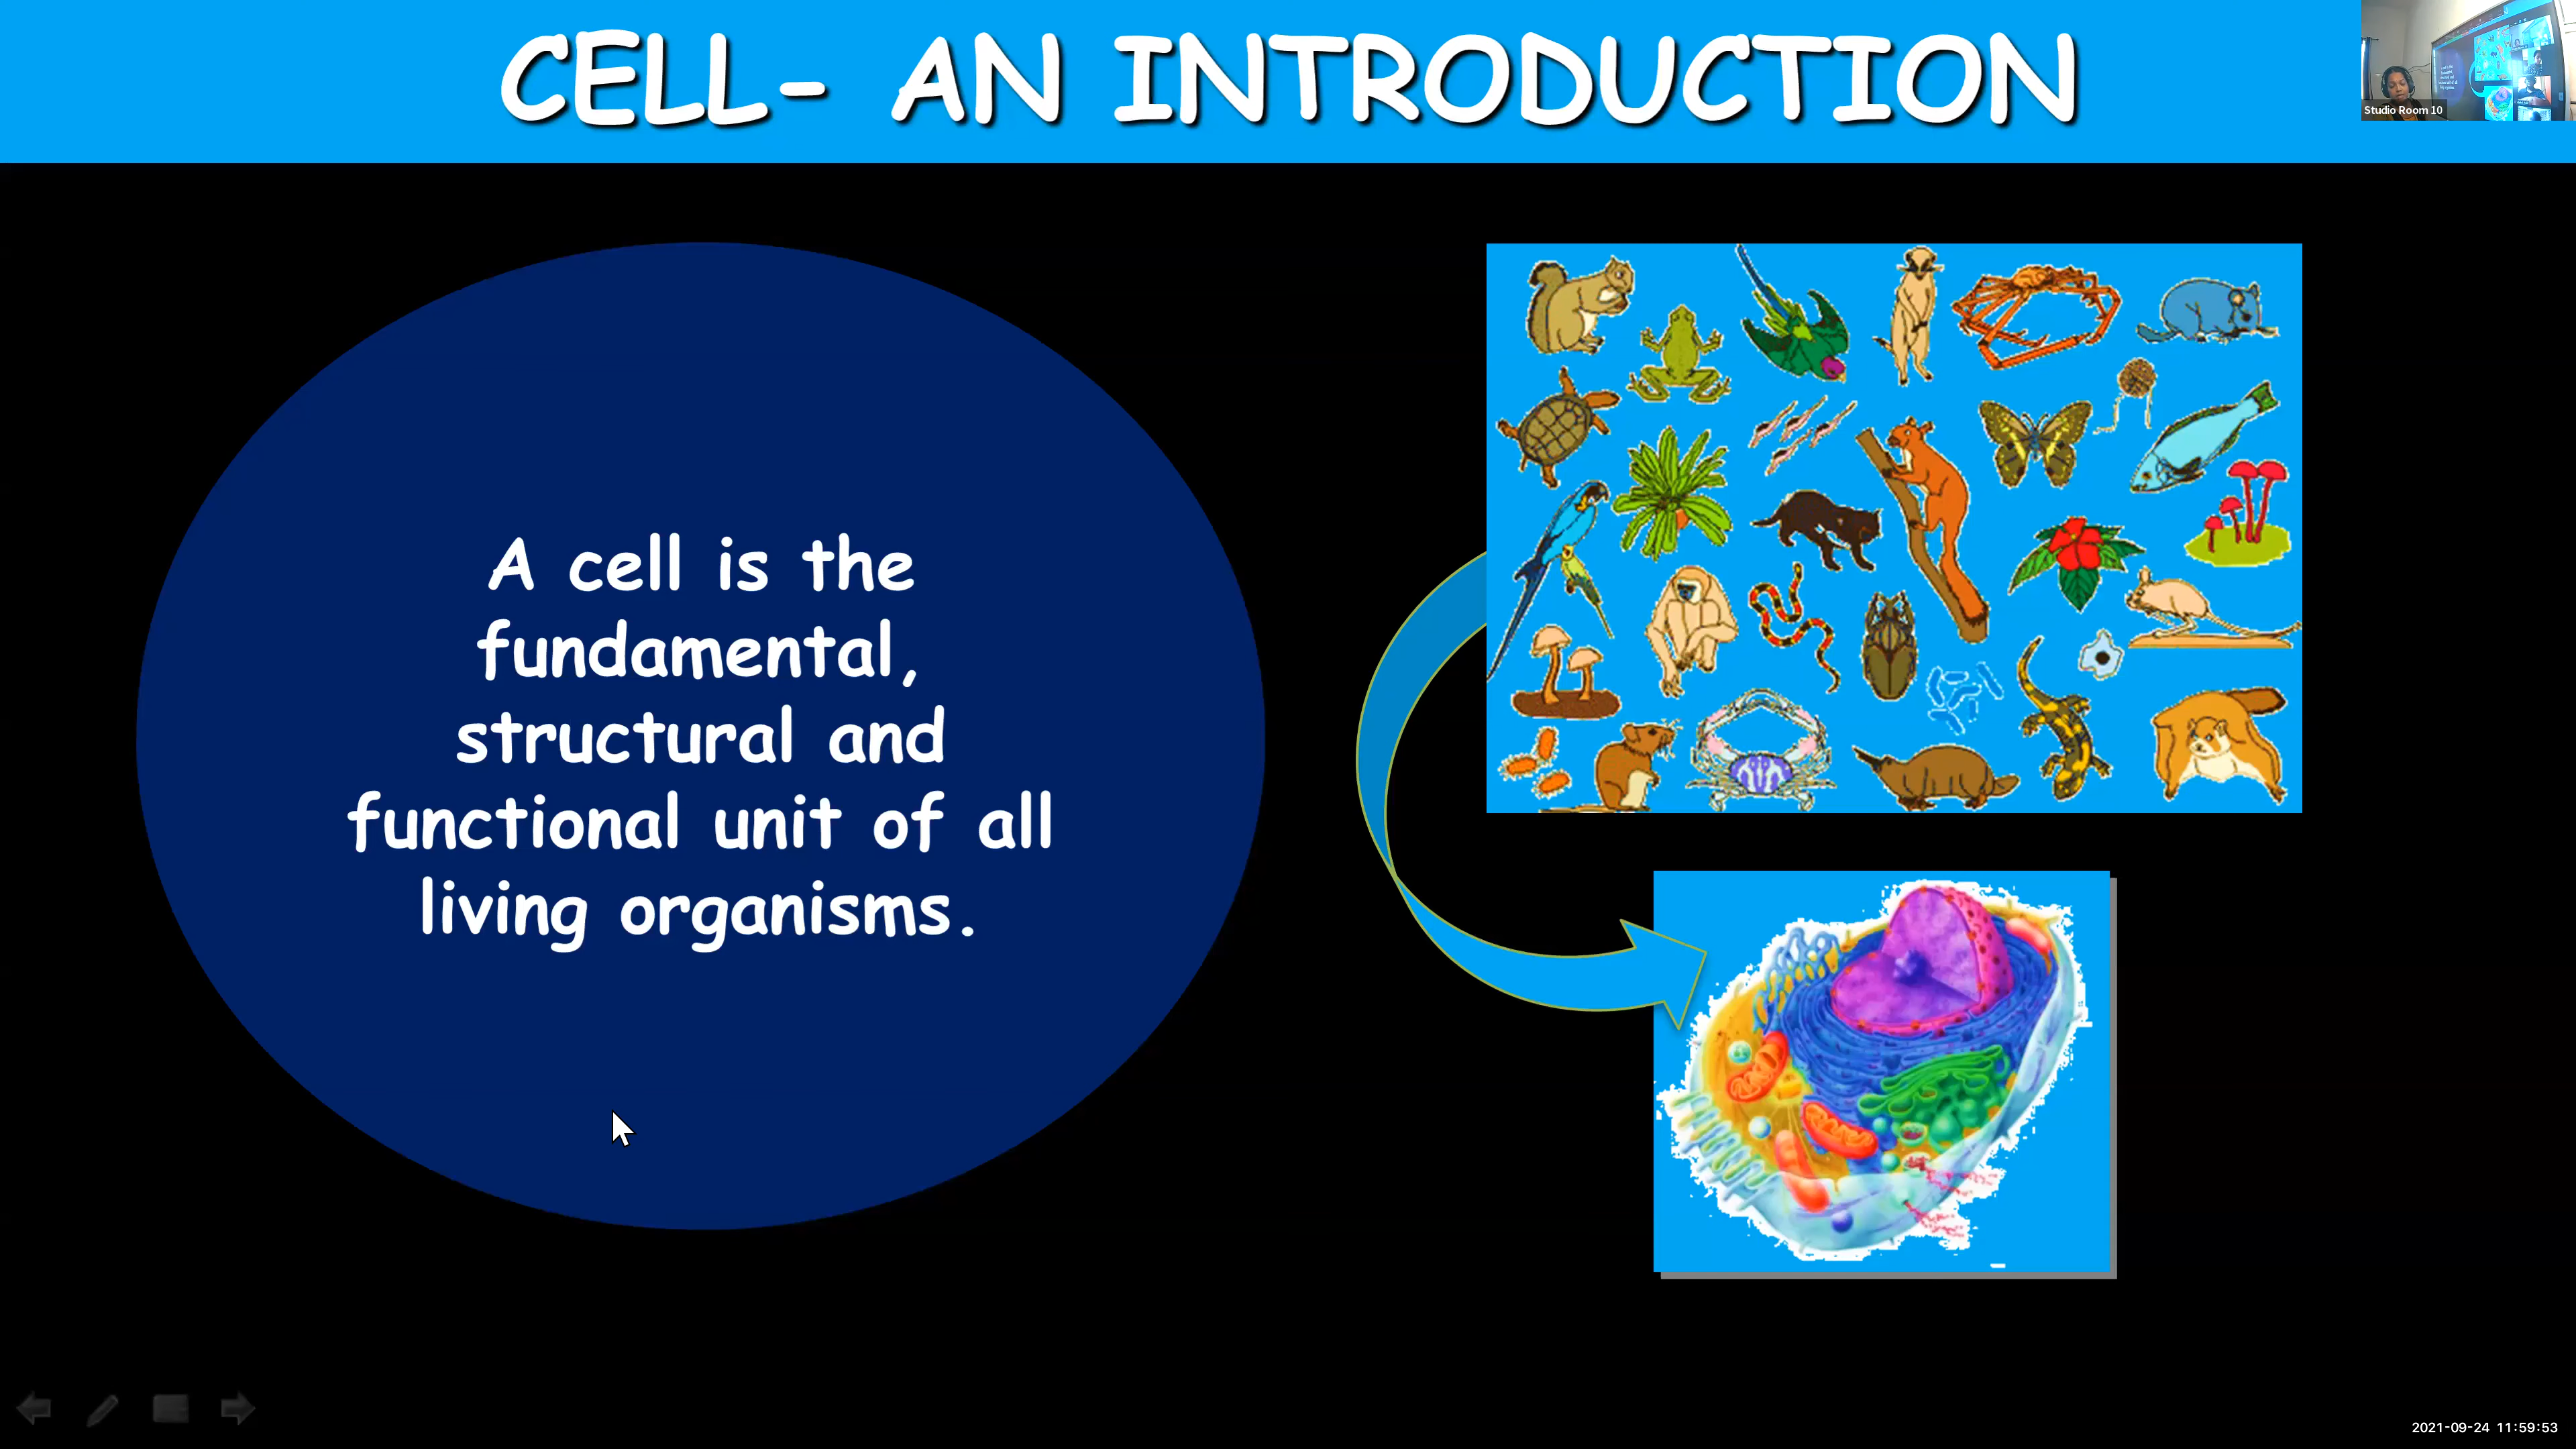 CELL- AN INTRODUCTION
Studio Room 10
A cell is the
fundamental,
structural and
functional unit of all
living organisms.
2021-09-24 11:59:53